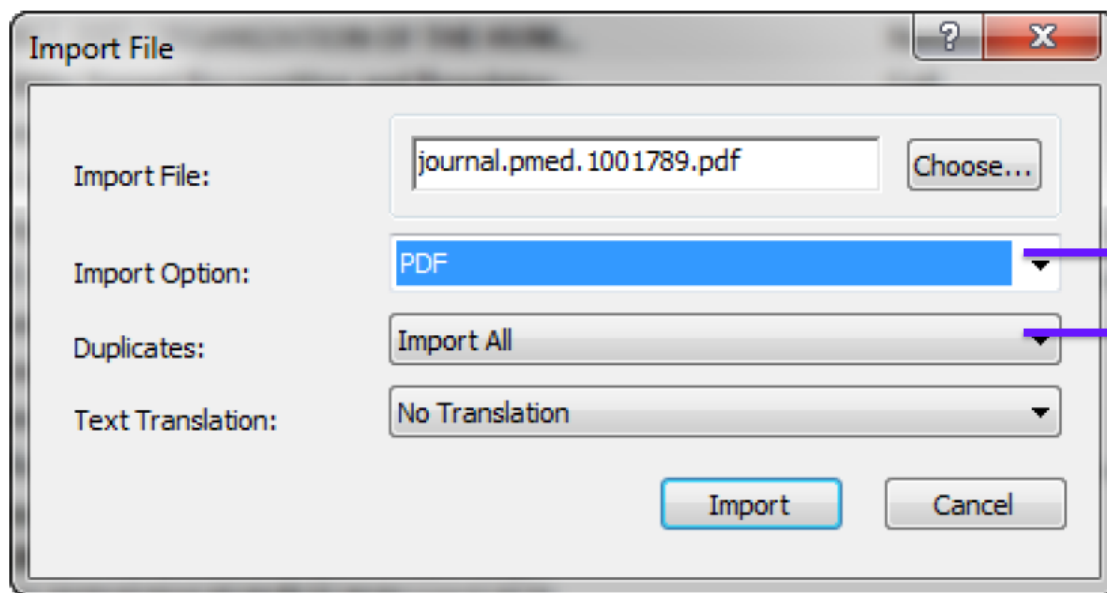 Import File
Import File:
journal.pmed.1001789.pdf
Choose...
Import Option:
PDF
Duplicates:
Import All
Text Translation:
No Translation
Import
Cancel